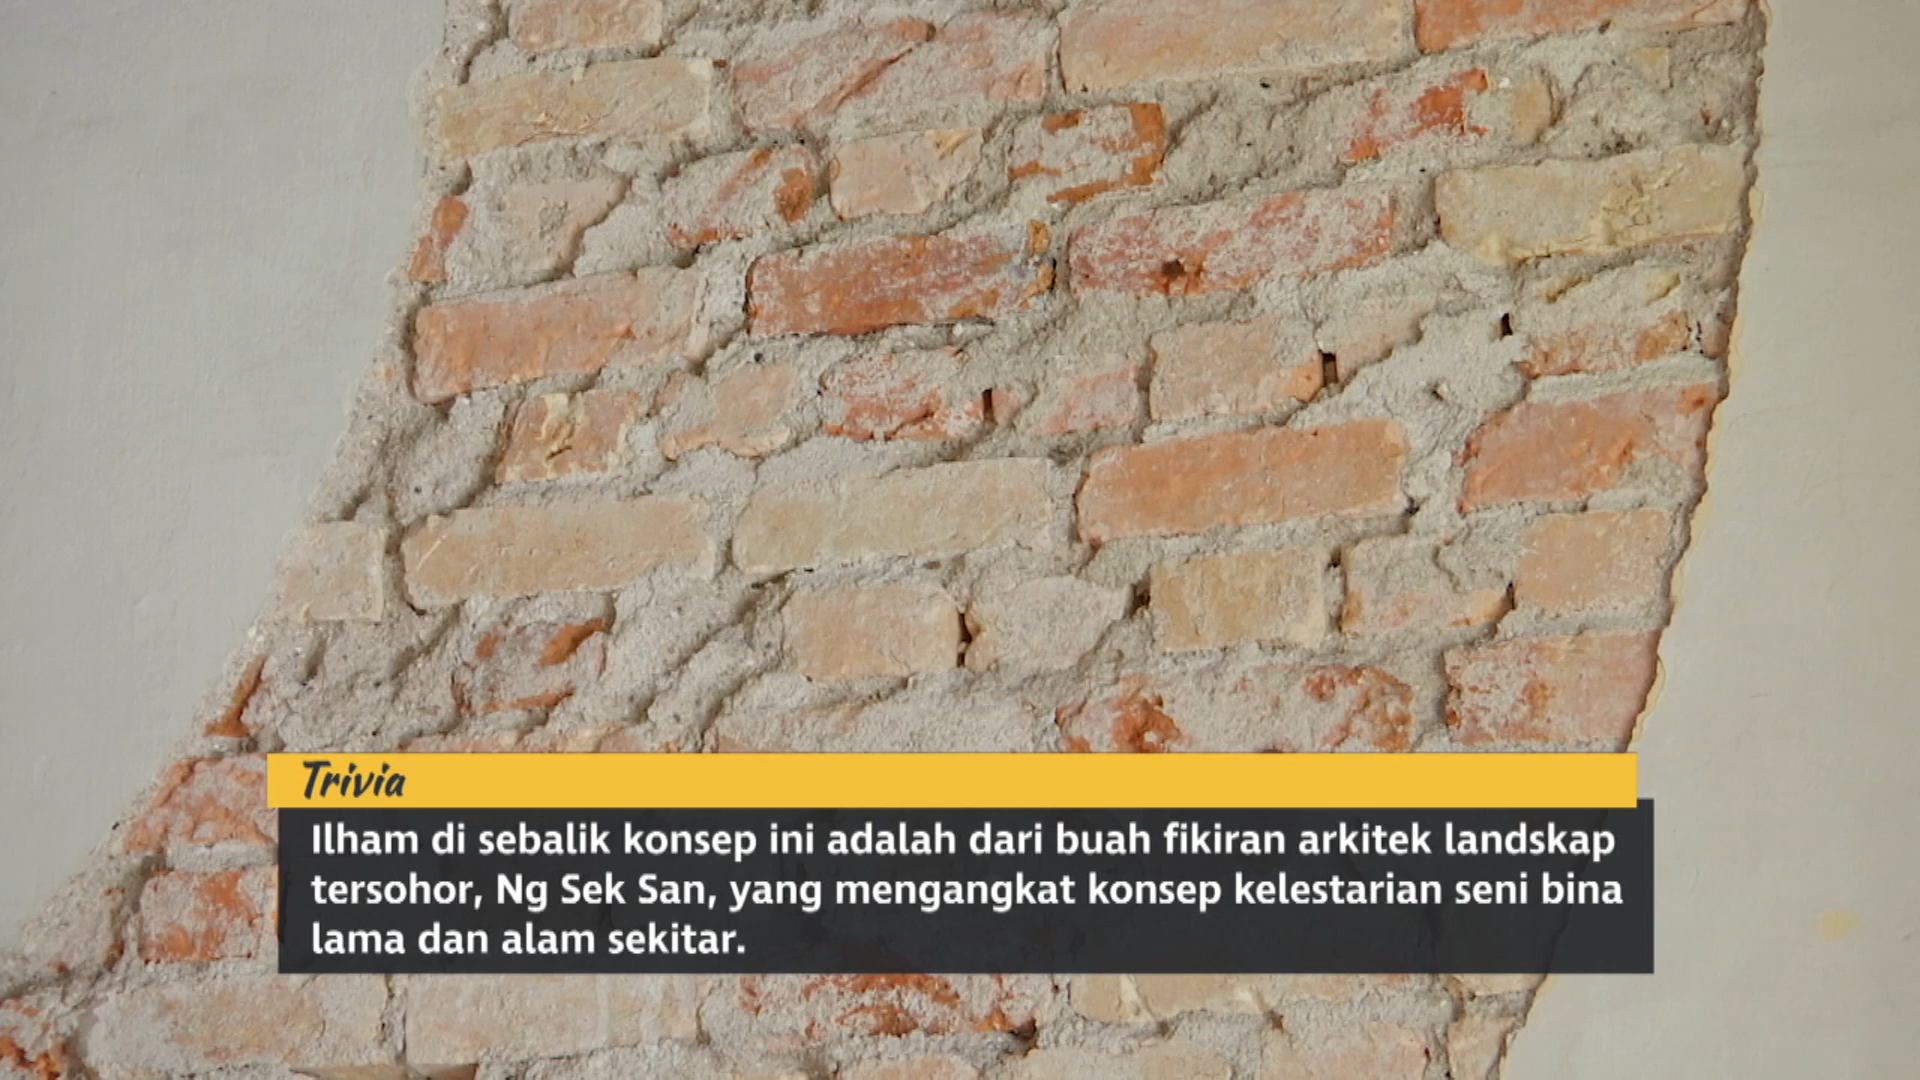 Trivia
Ilham di sebalik konsep ini adalah dari buah fikiran arkitek landskap
tersohor, Ng Sek San, yang mengangkat konsep kelestarian seni bina
lama dan alam sekitar.